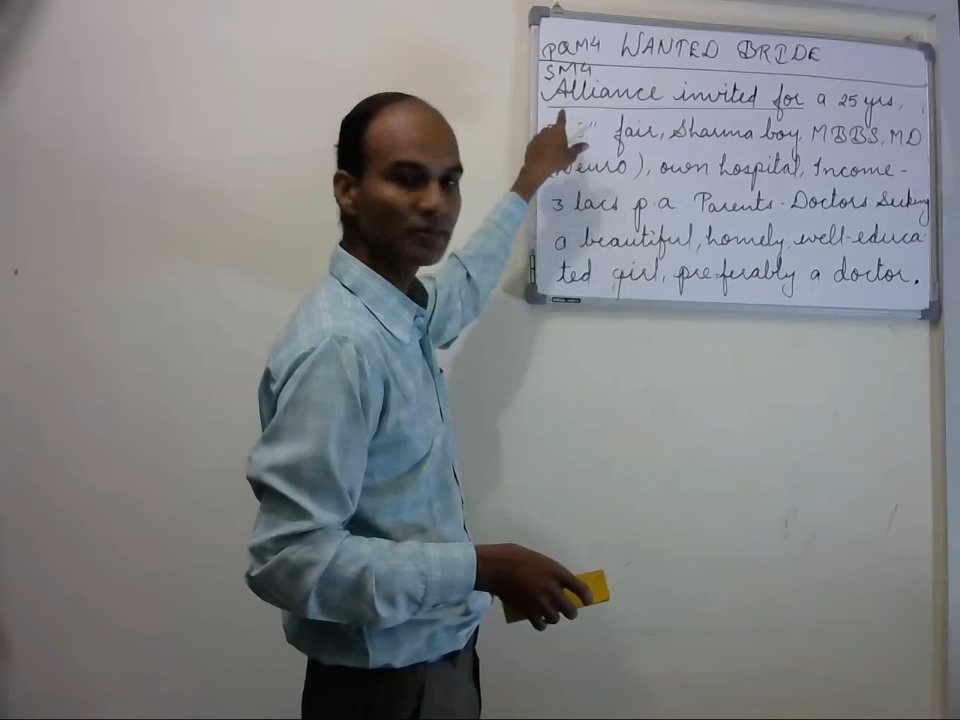 PQM4 WANTED BRIDE
SM4
Alliance invited for a 25 yrs,
fair, Sharma boy, MBBS, MD
(Neuro), own hospital, Income -
3 lacs p.a Parents - Doctors Seeking
a beautiful, homely, well-educa-
ted girl, preferably a doctor.